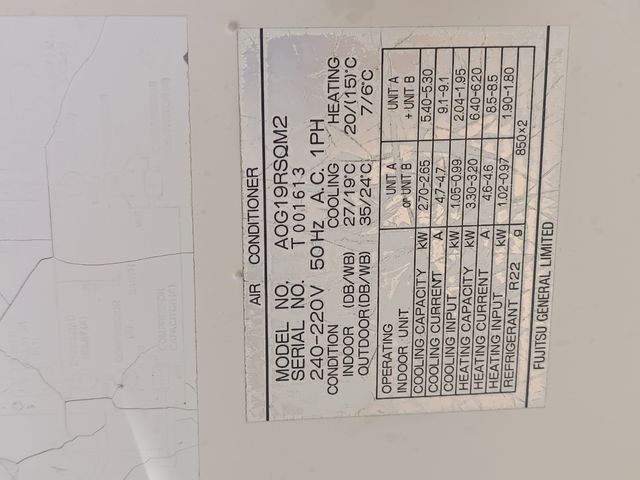 AIR CONDITIONER
MODEL NO. AOG19RSQM2
SERIAL NO. T 001613
240-220V 50Hz A.C. 1PH
CONDITION COOLING HEATING
INDOOR (DB/WB) 27/19°C 20/(15)°C
OUTDOOR(DB/WB) 35/24°C 7/6°C
OPERATING INDOOR UNIT UNIT A or UNIT B UNIT A + UNIT B
COOLING CAPACITY kW 2.70-2.65 5.40-5.30
COOLING CURRENT A 4.7-4.7 9.1-9.1
COOLING INPUT kW 1.05-0.99 2.04-1.95
HEATING CAPACITY kW 3.30-3.20 6.40-6.20
HEATING CURRENT A 4.6-4.6 8.5-8.5
HEATING INPUT kW 1.02-0.97 1.90-1.80
REFRIGERANT R22 g 850×2
FUJITSU GENERAL LIMITED